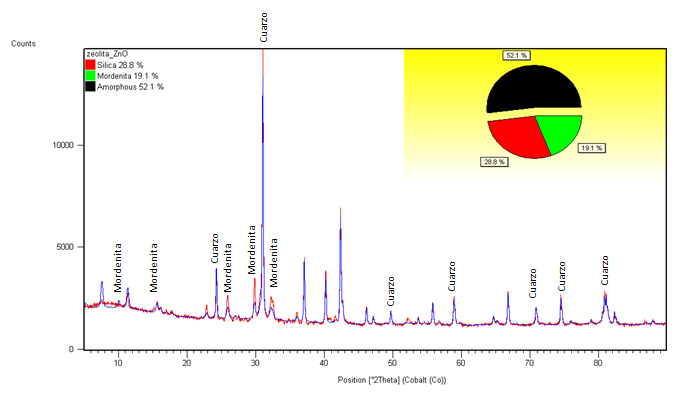 Cuarzo
Counts
zeolita_ZnO
Silica 28.8 %
Mordenita 19.1 %
Amorphous 52.1 %
52.1 %
19.1 %
28.8 %
10000
5000
0
Mordenita
Mordenita
Cuarzo
Mordenita
Mordenita
Mordenita
Cuarzo
Cuarzo
Cuarzo
Cuarzo
Cuarzo
10 20 30 40 50 60 70 80
Position [°2Theta] (Cobalt (Co))